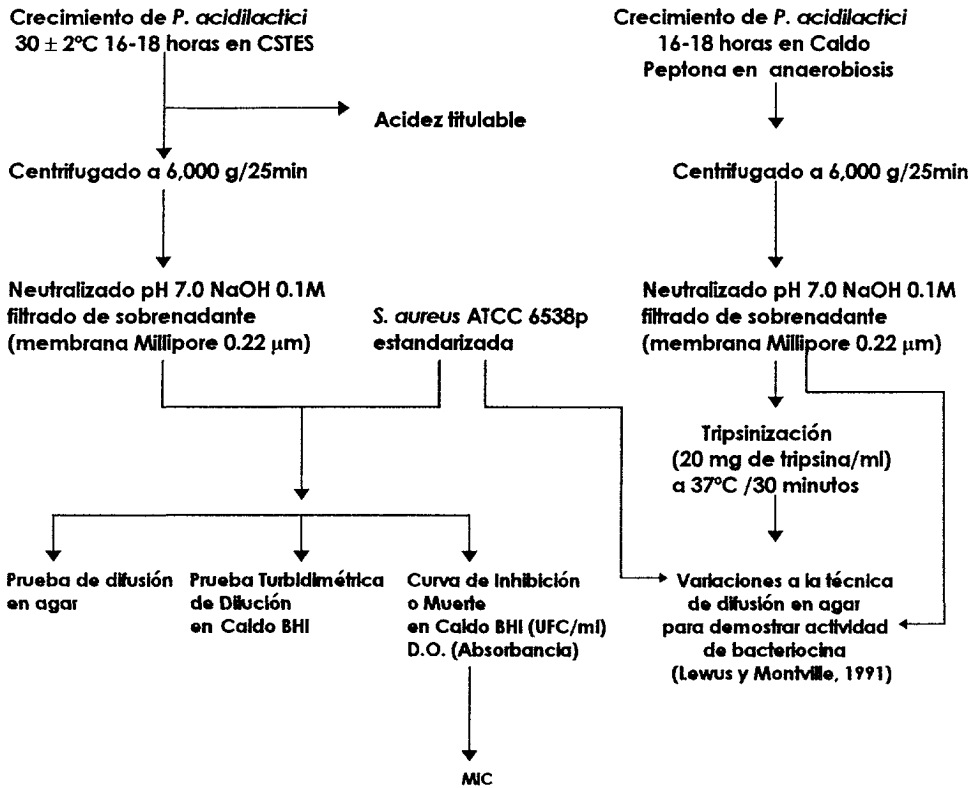 Crecimiento de P. acidilactici
30 ± 2ºC 16-18 horas en CSTES
Acidez titulable
Centrifugado a 6,000 g/25min
Neutralizado pH 7.0 NaOH 0.1M
filtrado de sobrenadante
(membrana Millipore 0.22 μm)
S. aureus ATCC 6538p
estandarizada
Prueba de difusión
en agar
Prueba Turbidimétrica
de Dilución
en Caldo BHI
Curva de Inhibición
o Muerte
en Caldo BHI (UFC/ml)
D.O. (Absorbancia)
MIC
Crecimiento de P. acidilactici
16-18 horas en Caldo
Peptona en anaerobiosis
Centrifugado a 6,000 g/25min
Neutralizado pH 7.0 NaOH 0.1M
filtrado de sobrenadante
(membrana Millipore 0.22 μm)
Tripsinización
(20 mg de tripsina/ml)
a 37ºC /30 minutos
Variaciones a la técnica
de difusión en agar
para demostrar actividad
de bacteriocina
(Lewus y Montville, 1991)